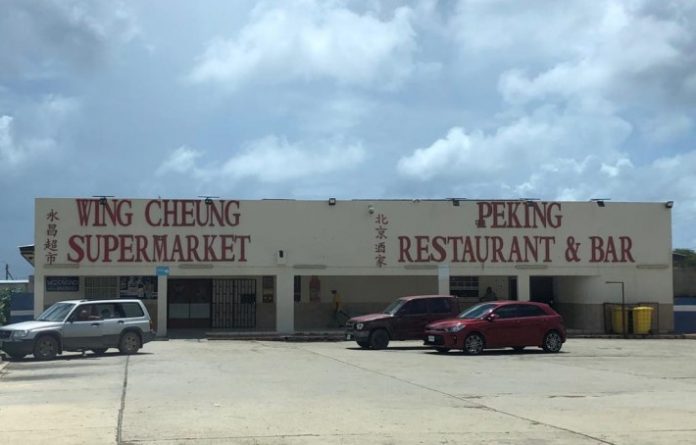 永昌超市
WING CHEUNG
SUPERMARKET
北京酒家
PEKING
RESTAURANT & BAR